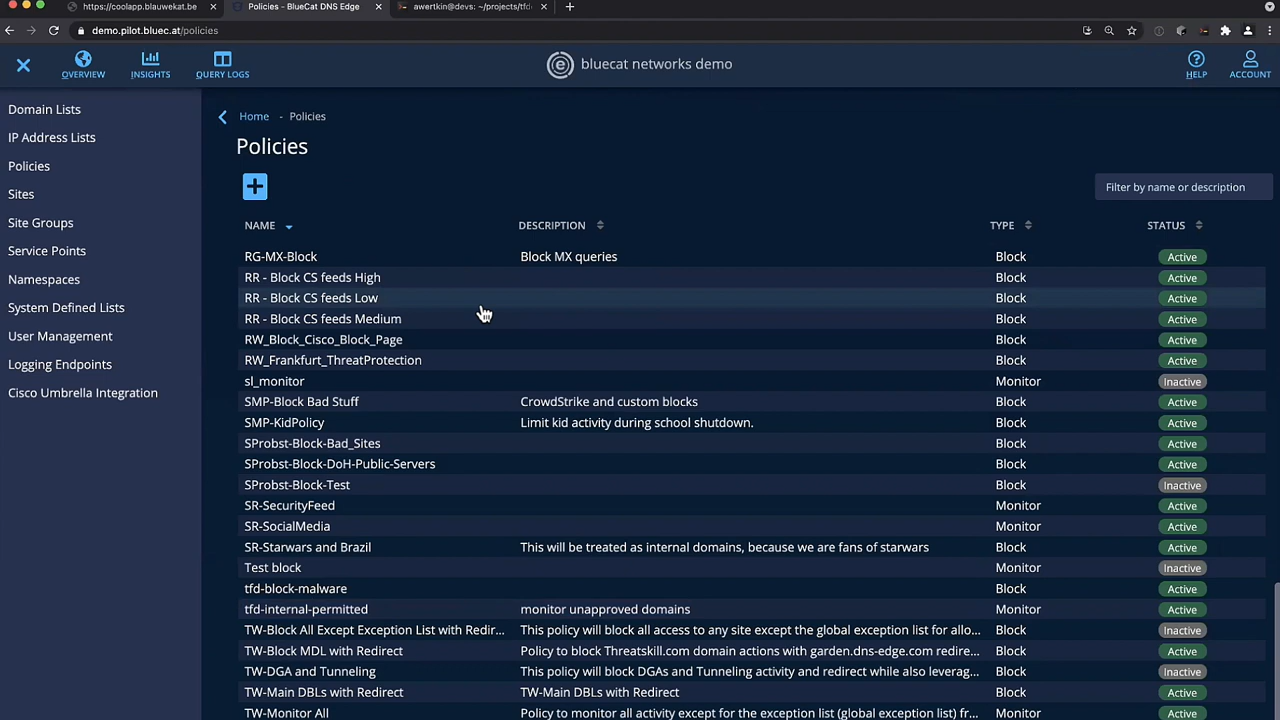 https://coolapp.blauwekat.be × Policies - BlueCat DNS Edge × awertkin@devs: ~/projects/tfd × +
demo.pilot.bluec.at/policies
OVERVIEW INSIGHTS QUERY LOGS bluecat networks demo HELP ACCOUNT
Domain Lists
IP Address Lists
Policies
Sites
Site Groups
Service Points
Namespaces
System Defined Lists
User Management
Logging Endpoints
Cisco Umbrella Integration
Home - Policies
Policies
+ Filter by name or description
NAME DESCRIPTION TYPE STATUS
RG-MX-Block Block MX queries Block Active
RR - Block CS feeds High Block Active
RR - Block CS feeds Low Block Active
RR - Block CS feeds Medium Block Active
RW_Block_Cisco_Block_Page Block Active
RW_Frankfurt_ThreatProtection Block Active
sl_monitor Monitor Inactive
SMP-Block Bad Stuff CrowdStrike and custom blocks Block Active
SMP-KidPolicy Limit kid activity during school shutdown. Block Active
SProbst-Block-Bad_Sites Block Active
SProbst-Block-DoH-Public-Servers Block Active
SProbst-Block-Test Block Inactive
SR-SecurityFeed Monitor Active
SR-SocialMedia Monitor Active
SR-Starwars and Brazil This will be treated as internal domains, because we are fans of starwars Block Active
Test block Monitor Inactive
tfd-block-malware Block Active
tfd-internal-permitted monitor unapproved domains Monitor Active
TW-Block All Except Exception List with Redir... This policy will block all access to any site except the global exception list for allo... Block Inactive
TW-Block MDL with Redirect Policy to block Threatskill.com domain actions with garden.dns-edge.com redire... Block Active
TW-DGA and Tunneling This policy will block DGAs and Tunneling activity and redirect while also leverag... Block Inactive
TW-Main DBLs with Redirect TW-Main DBLs with Redirect Block Active
TW-Monitor All Policy to monitor all activity except for the exception list (global exception list) fr... Monitor Active